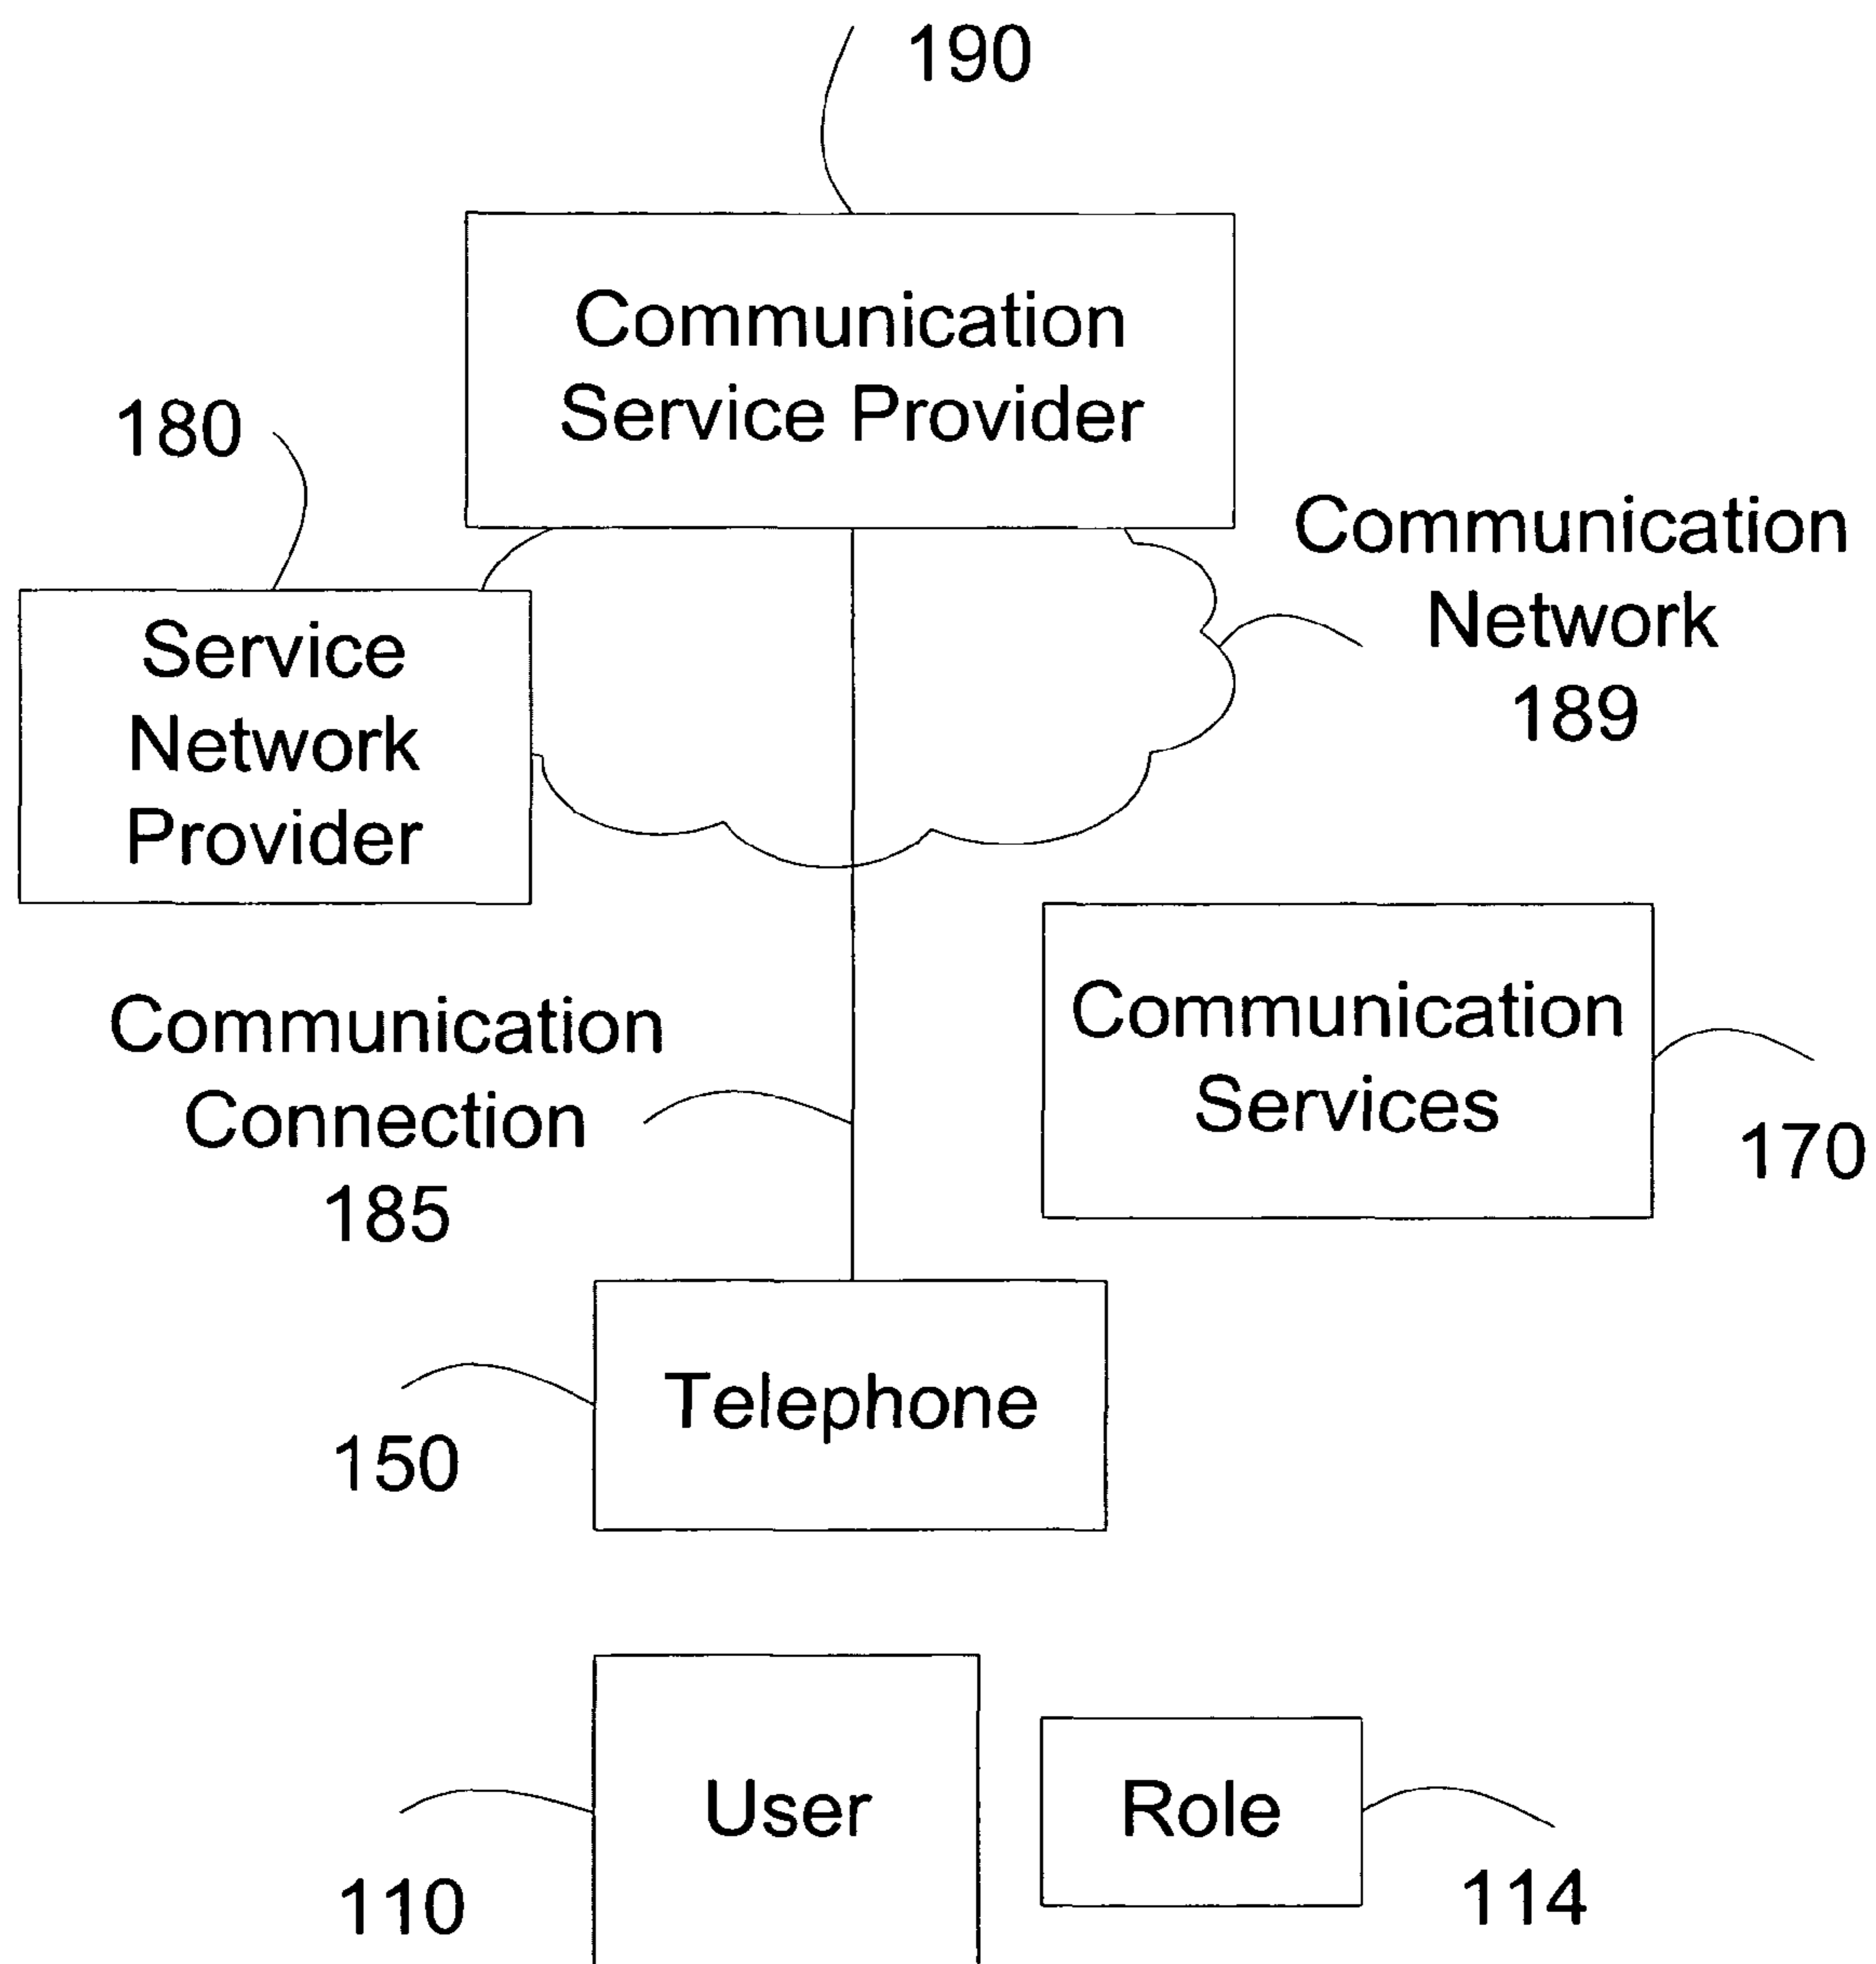 190
Communication
Service Provider
180
Communication
Network
189
Service
Network
Provider
Communication
Connection
185
Communication
Services
170
Telephone
150
User
Role
110
114